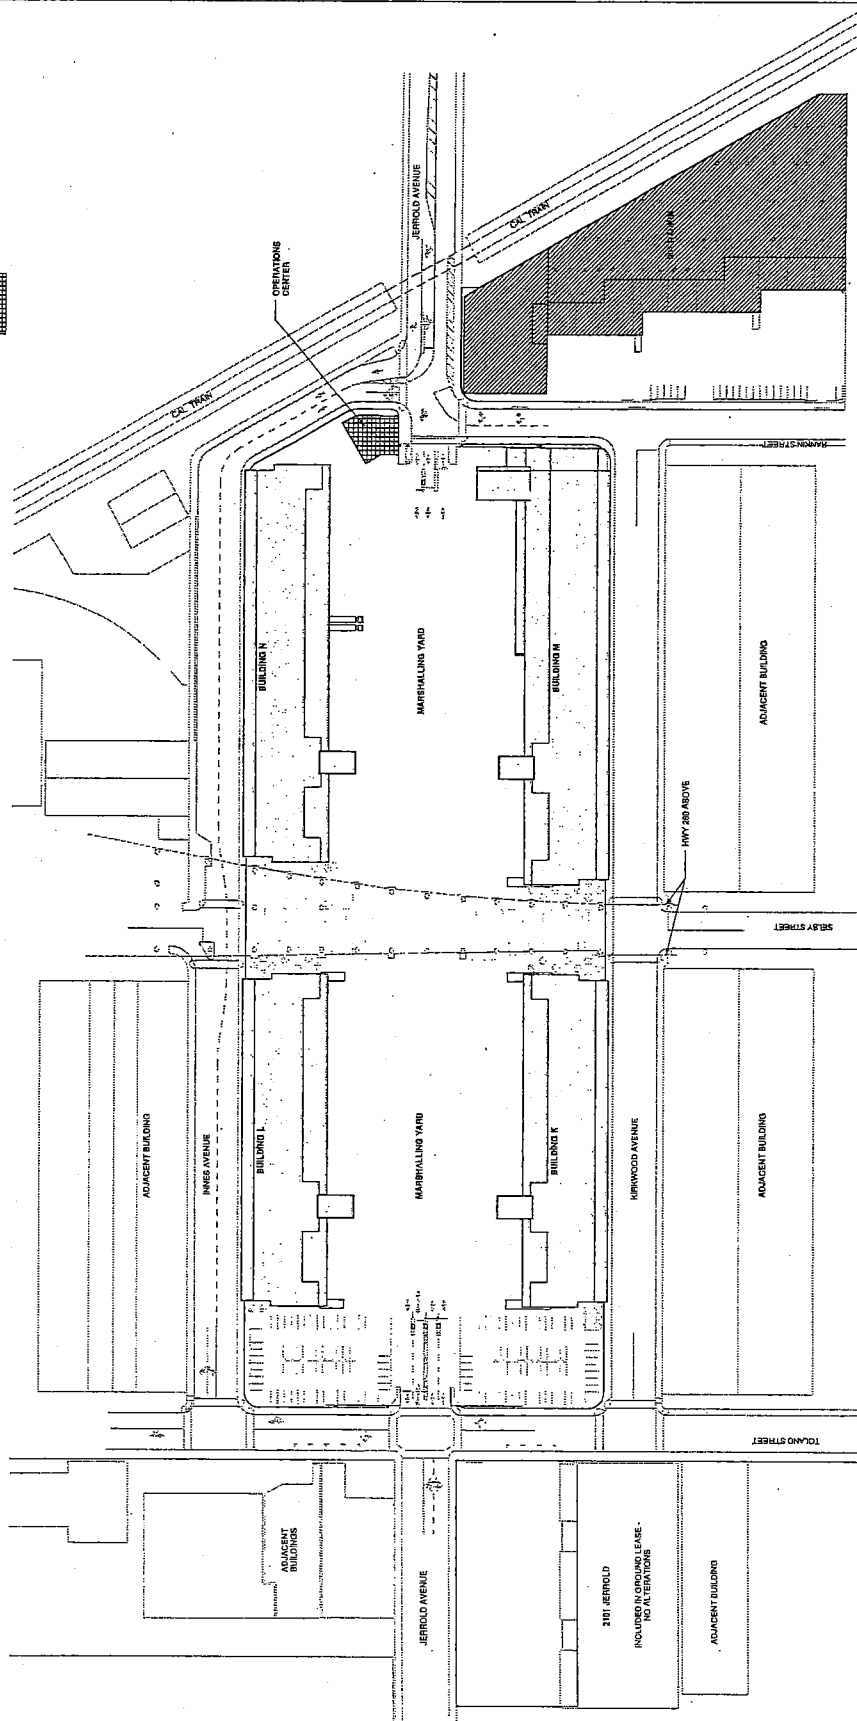 OPERATIONS
CENTER
JERROLD AVENUE
CAL TRAIN
CAL TRAIN
RANKIN STREET
BUILDING N
MARSHALLING YARD
BUILDING M
ADJACENT BUILDING
HWY 280 ABOVE
SELBY STREET
ADJACENT BUILDING
INNES AVENUE
BUILDING L
MARSHALLING YARD
BUILDING K
KIRKWOOD AVENUE
ADJACENT BUILDING
TOLAND STREET
ADJACENT
BUILDINGS
JERROLD AVENUE
2101 JERROLD
INCLUDED IN GROUND LEASE -
NO ALTERATIONS
ADJACENT BUILDING